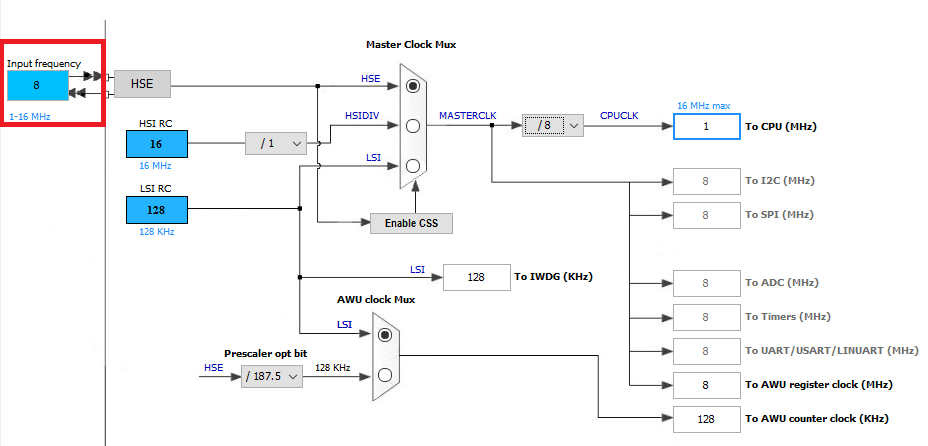 Master Clock Mux
Input frequency
8
1~16 MHz
HSE
HSE
HSI RC
16
16 MHz
/ 1
HSIDIV
LSI
MASTERCLK
/ 8
CPUCLK
16 MHz max
1
To CPU (MHz)
LSI RC
128
128 KHz
Enable CSS
8
To I2C (MHz)
8
To SPI (MHz)
LSI
128
To IWDG (KHz)
8
To ADC (MHz)
AWU clock Mux
LSI
8
To Timers (MHz)
Prescaler opt bit
HSE
/ 187.5
128 KHz
8
To UART/USART/LINUART (MHz)
8
To AWU register clock (MHz)
128
To AWU counter clock (KHz)